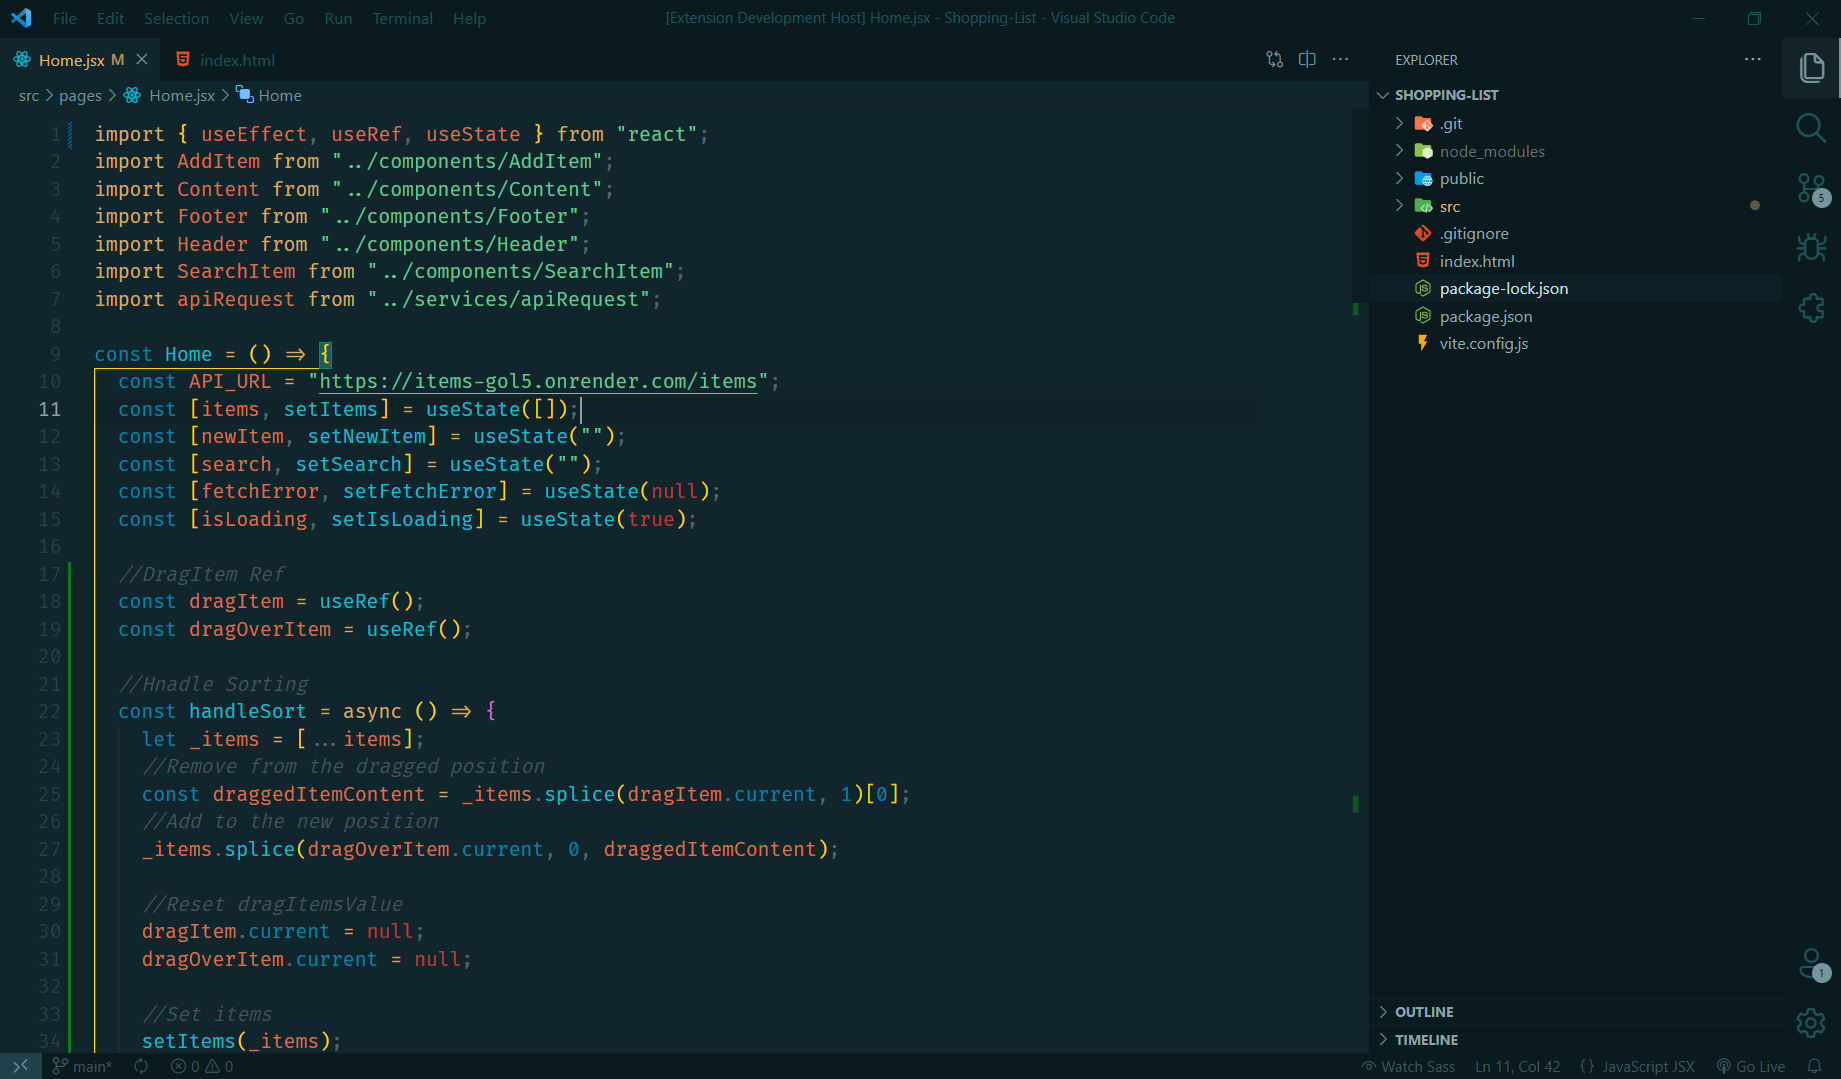 File Edit Selection View Go Run Terminal Help [Extension Development Host] Home.jsx - Shopping-List - Visual Studio Code
Home.jsx M index.html
src > pages > Home.jsx > Home
1 import { useEffect, useRef, useState } from "react";
2 import AddItem from "../components/AddItem";
3 import Content from "../components/Content";
4 import Footer from "../components/Footer";
5 import Header from "../components/Header";
6 import SearchItem from "../components/SearchItem";
7 import apiRequest from "../services/apiRequest";
8
9 const Home = () => {
10 const API_URL = "https://items-gol5.onrender.com/items";
11 const [items, setItems] = useState([]);
12 const [newItem, setNewItem] = useState("");
13 const [search, setSearch] = useState("");
14 const [fetchError, setFetchError] = useState(null);
15 const [isLoading, setIsLoading] = useState(true);
16
17 //DragItem Ref
18 const dragItem = useRef();
19 const dragOverItem = useRef();
20
21 //Hnadle Sorting
22 const handleSort = async () => {
23 let _items = [...items];
24 //Remove from the dragged position
25 const draggedItemContent = _items.splice(dragItem.current, 1)[0];
26 //Add to the new position
27 _items.splice(dragOverItem.current, 0, draggedItemContent);
28
29 //Reset dragItemsValue
30 dragItem.current = null;
31 dragOverItem.current = null;
32
33 //Set items
34 setItems(_items);
EXPLORER
SHOPPING-LIST
.git
node_modules
public
src
.gitignore
index.html
package-lock.json
package.json
vite.config.js
OUTLINE
TIMELINE
5
1
main* 0 0 Watch Sass Ln 11, Col 42 {} JavaScript JSX Go Live